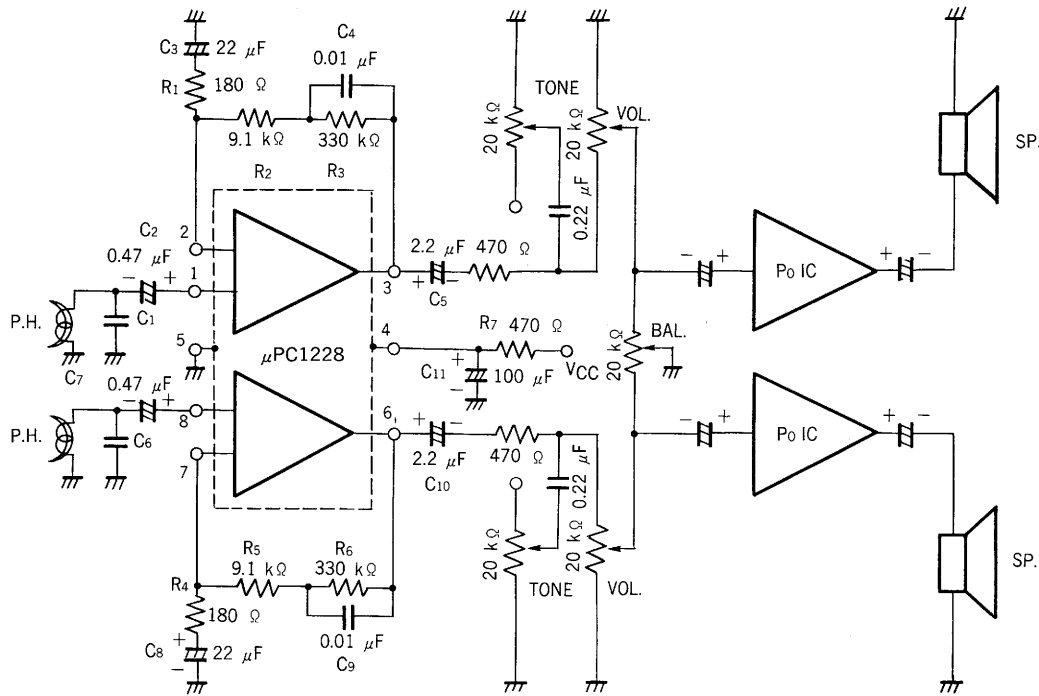 C3
22 μF
C4
0.01 μF
R1
180 Ω
9.1 kΩ
330 kΩ
R2
R3
TONE
20 kΩ
20 kΩ
VOL.
0.22 μF
SP.
C2
0.47 μF
2
1
- +
P.H.
C1
3
2.2 μF
470 Ω
+ -
C5
- +
Po IC
+ -
5
μPC1228
4
R7
470 Ω
VCC
C11
+
-
100 μF
20 kΩ
BAL.
C7
0.47 μF
- +
8
P.H.
C6
7
6,
+ -
2.2 μF
C10
470 Ω
0.22 μF
- +
Po IC
+ -
20 kΩ
TONE
20 kΩ
VOL.
SP.
R5
9.1 kΩ
R6
330 kΩ
R4
180 Ω
0.01 μF
C9
C8
+
-
22 μF